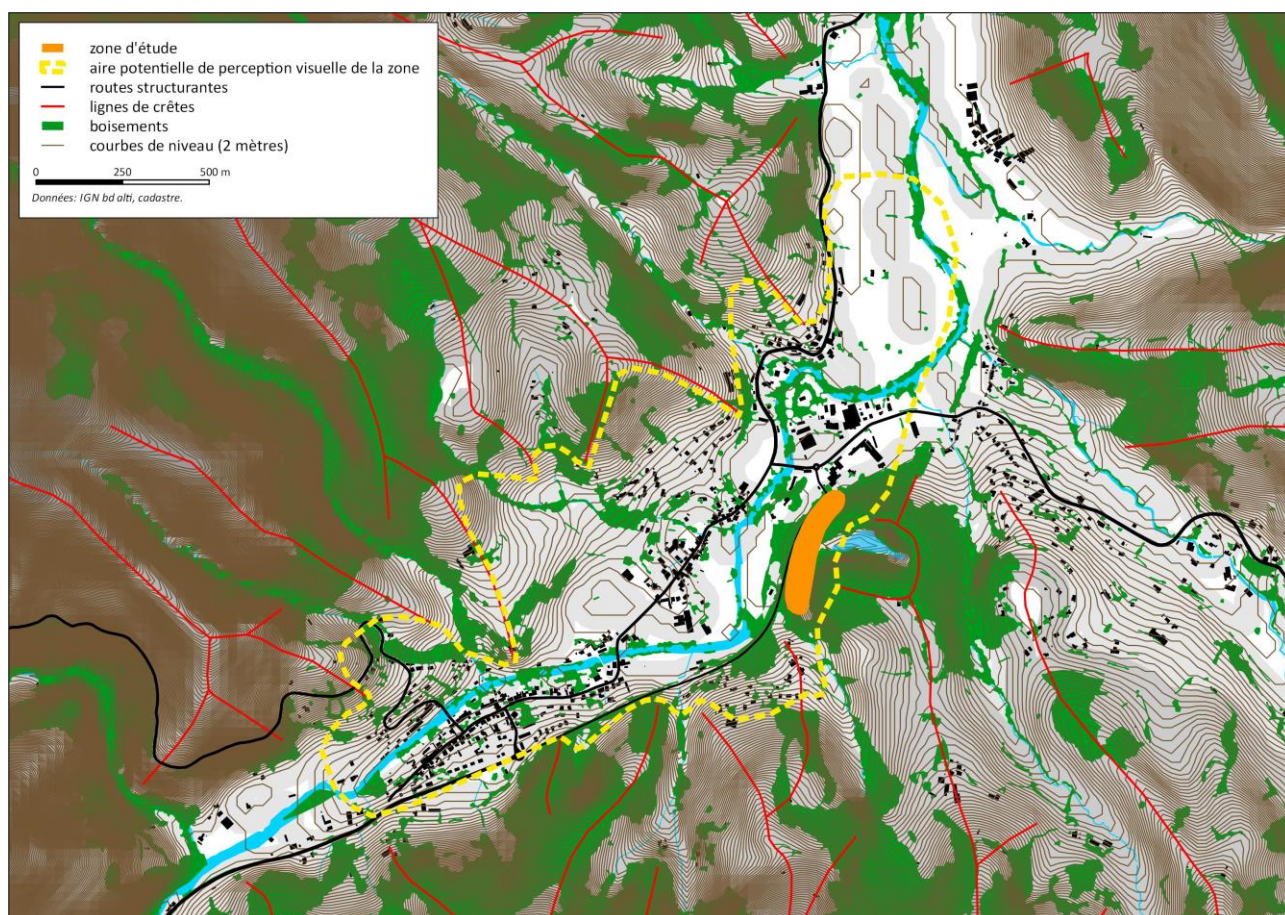 zone d'étude
aire potentielle de perception visuelle de la zone
routes structurantes
lignes de crêtes
boisements
courbes de niveau (2 mètres)
0 250 500 m
Données: IGN bd alti, cadastre.